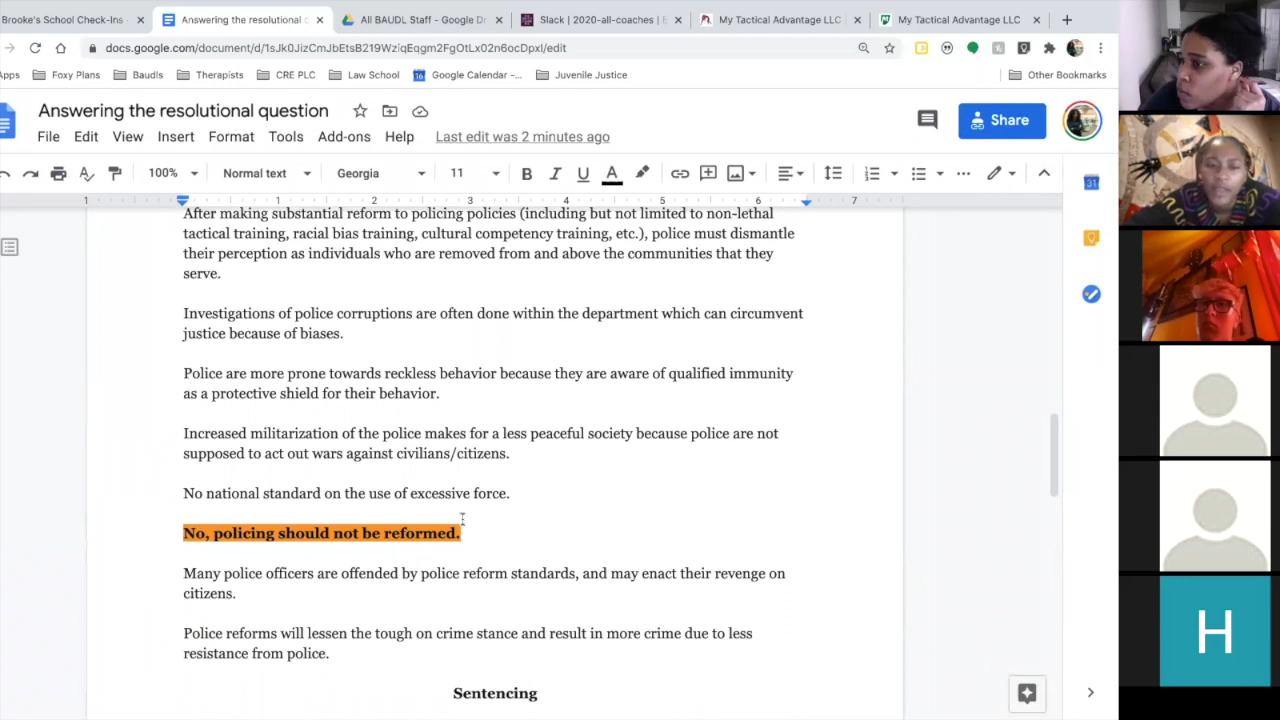 Brooke's School Check-Ins
Answering the resolutional
All BAUDL Staff - Google Dr
Slack | 2020-all-coaches |
My Tactical Advantage LLC
My Tactical Advantage LLC
Apps
Foxy Plans
Baudls
Therapists
CRE PLC
Law School
Google Calendar -...
Juvenile Justice
Other Bookmarks
Answering the resolutional question
File Edit View Insert Format Tools Add-ons Help Last edit was 2 minutes ago
Share
100% Normal text Georgia 11 B I U A
1 1 2 3 4 5 6 7
31
After making substantial reform to policing policies (including but not limited to non-lethal
tactical training, racial bias training, cultural competency training, etc.), police must dismantle
their perception as individuals who are removed from and above the communities that they
serve.
Investigations of police corruptions are often done within the department which can circumvent
justice because of biases.
Police are more prone towards reckless behavior because they are aware of qualified immunity
as a protective shield for their behavior.
Increased militarization of the police makes for a less peaceful society because police are not
supposed to act out wars against civilians/citizens.
No national standard on the use of excessive force.
No, policing should not be reformed.
Many police officers are offended by police reform standards, and may enact their revenge on
citizens.
Police reforms will lessen the tough on crime stance and result in more crime due to less
resistance from police.
Sentencing
H